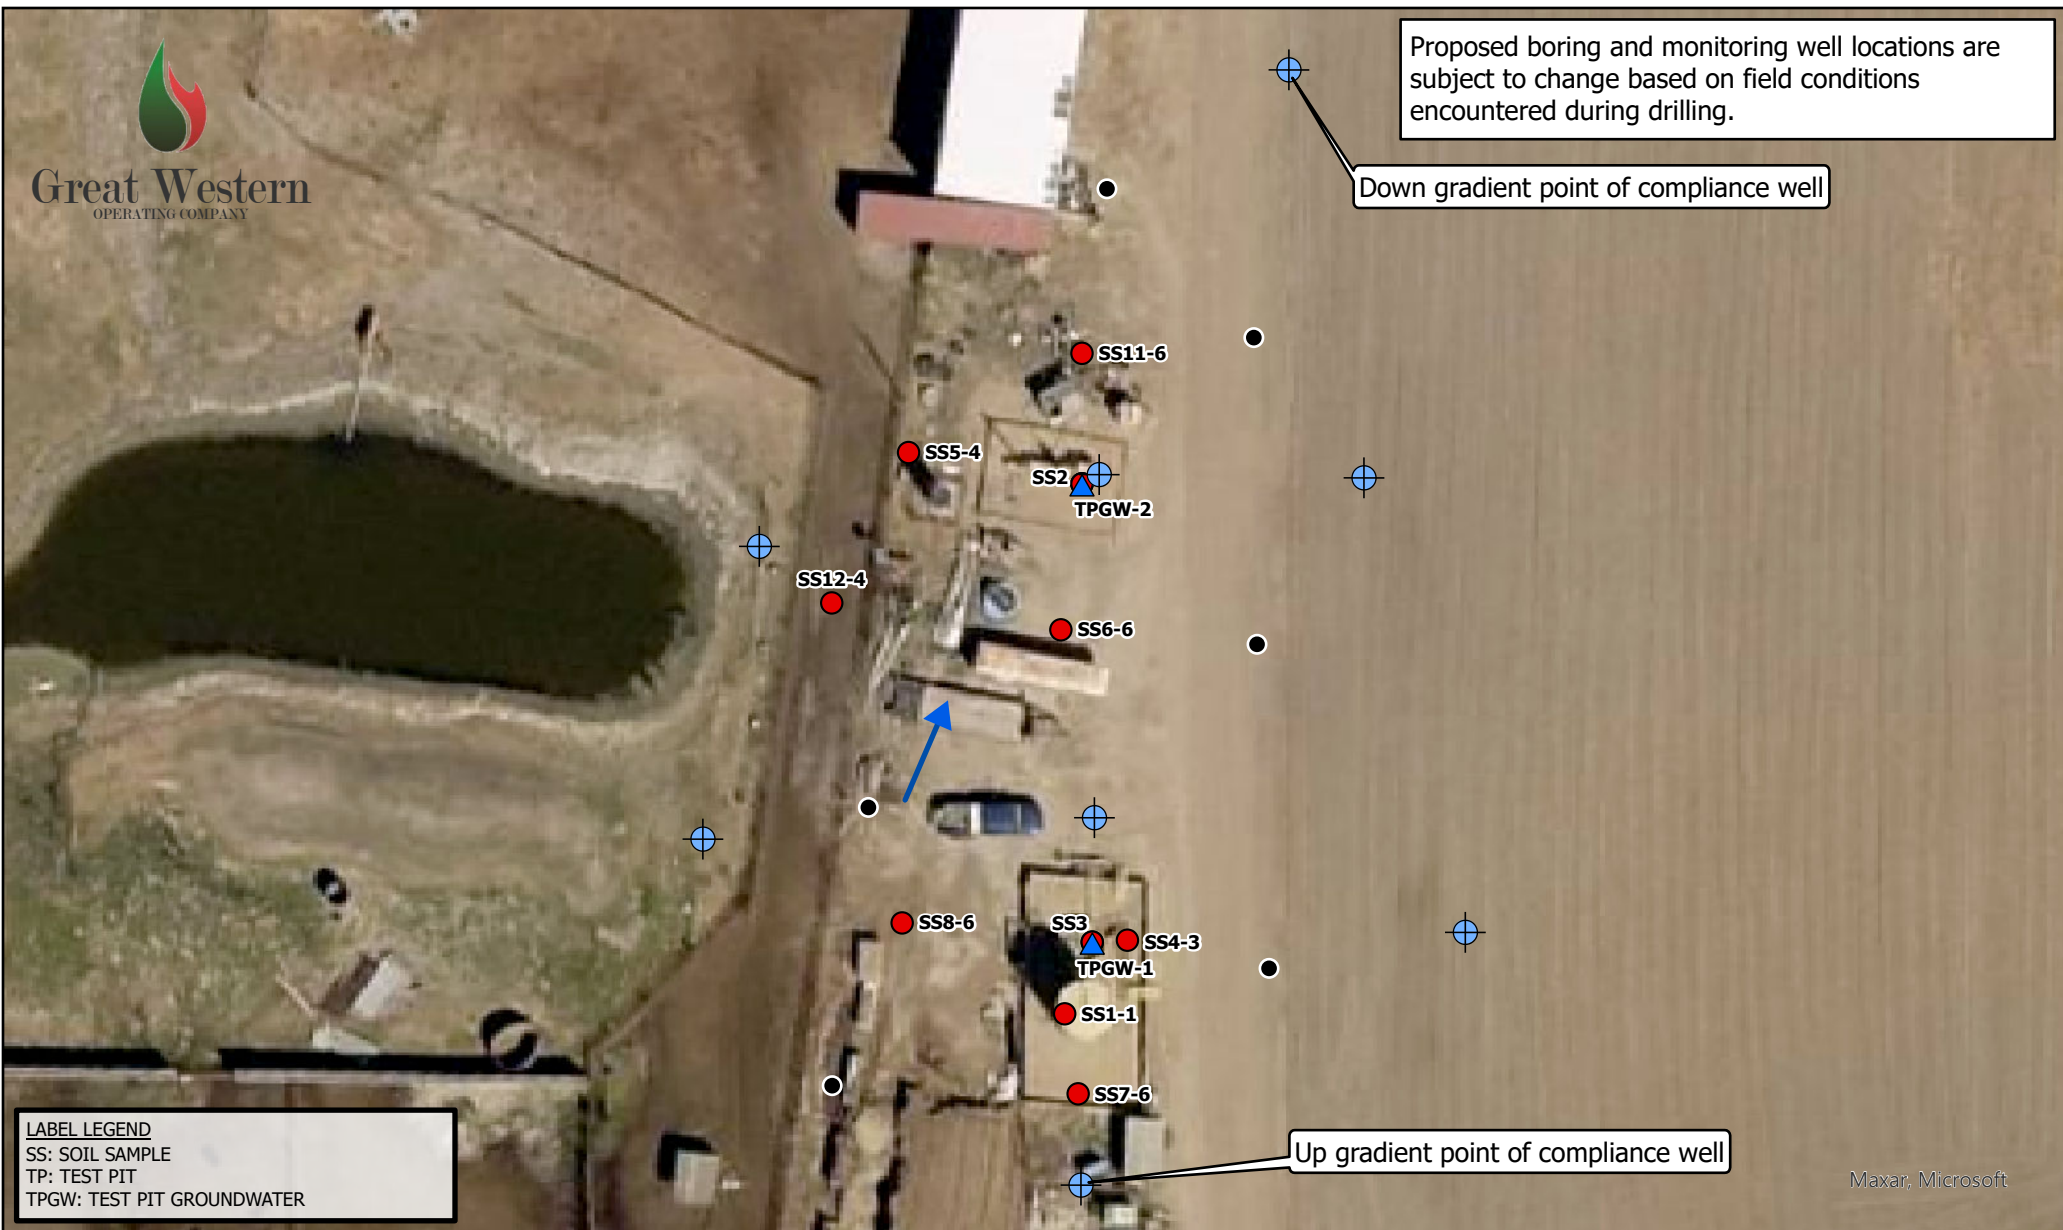 Proposed boring and monitoring well locations are
subject to change based on field conditions
encountered during drilling.
Great Western
OPERATING COMPANY
Down gradient point of compliance well
SS11-6
SS5-4
SS2
TPGW-2
SS12-4
SS6-6
SS8-6
SS3
SS4-3
TPGW-1
SS1-1
SS7-6
LABEL LEGEND
SS: SOIL SAMPLE
TP: TEST PIT
TPGW: TEST PIT GROUNDWATER
Up gradient point of compliance well
Maxar, Microsoft